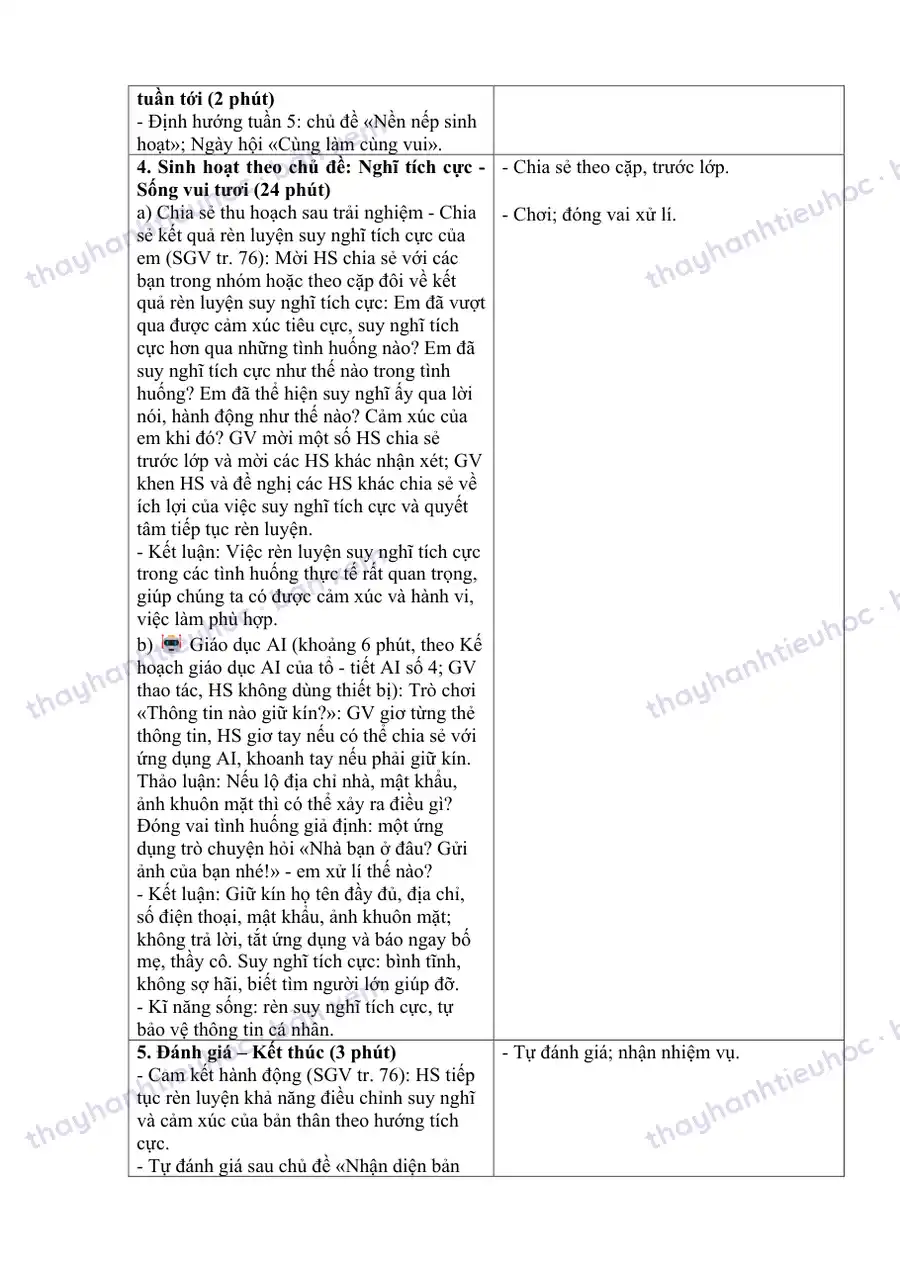 tuần tới (2 phút)
- Định hướng tuần 5: chủ đề «Nền nếp sinh
hoạt»; Ngày hội «Cùng làm cùng vui».
4. Sinh hoạt theo chủ đề: Nghĩ tích cực -
Sống vui tươi (24 phút)
a) Chia sẻ thu hoạch sau trải nghiệm - Chia
sẻ kết quả rèn luyện suy nghĩ tích cực của
em (SGV tr. 76): Mời HS chia sẻ với các
bạn trong nhóm hoặc theo cặp đôi về kết
quả rèn luyện suy nghĩ tích cực: Em đã vượt
qua được cảm xúc tiêu cực, suy nghĩ tích
cực hơn qua những tình huống nào? Em đã
suy nghĩ tích cực như thế nào trong tình
huống? Em đã thể hiện suy nghĩ ấy qua lời
nói, hành động như thế nào? Cảm xúc của
em khi đó? GV mời một số HS chia sẻ
trước lớp và mời các HS khác nhận xét; GV
khen HS và đề nghị các HS khác chia sẻ về
ích lợi của việc suy nghĩ tích cực và quyết
tâm tiếp tục rèn luyện.
- Kết luận: Việc rèn luyện suy nghĩ tích cực
trong các tình huống thực tế rất quan trọng,
giúp chúng ta có được cảm xúc và hành vi,
việc làm phù hợp.
b) Giáo dục AI (khoảng 6 phút, theo Kế
hoạch giáo dục AI của tổ - tiết AI số 4; GV
thao tác, HS không dùng thiết bị): Trò chơi
«Thông tin nào giữ kín?»: GV giơ từng thẻ
thông tin, HS giơ tay nếu có thể chia sẻ với
ứng dụng AI, khoanh tay nếu phải giữ kín.
Thảo luận: Nếu lộ địa chỉ nhà, mật khẩu,
ảnh khuôn mặt thì có thể xảy ra điều gì?
Đóng vai tình huống giả định: một ứng
dụng trò chuyện hỏi «Nhà bạn ở đâu? Gửi
ảnh của bạn nhé!» - em xử lí thế nào?
- Kết luận: Giữ kín họ tên đầy đủ, địa chỉ,
số điện thoại, mật khẩu, ảnh khuôn mặt;
không trả lời, tắt ứng dụng và báo ngay bố
mẹ, thầy cô. Suy nghĩ tích cực: bình tĩnh,
không sợ hãi, biết tìm người lớn giúp đỡ.
- Kĩ năng sống: rèn suy nghĩ tích cực, tự
bảo vệ thông tin cá nhân.
- Chia sẻ theo cặp, trước lớp.
- Chơi; đóng vai xử lí.
5. Đánh giá – Kết thúc (3 phút)
- Cam kết hành động (SGV tr. 76): HS tiếp
tục rèn luyện khả năng điều chỉnh suy nghĩ
và cảm xúc của bản thân theo hướng tích
cực.
- Tự đánh giá sau chủ đề «Nhận diện bản
- Tự đánh giá; nhận nhiệm vụ.
thayhanhtieuhoc · bản xem
thayhanhtieuhoc · b
thayhanhtieuhoc · bản xem
thayhanhtieuhoc · b
thayhanhtieuhoc · bản xem
thayhanhtieuhoc · b